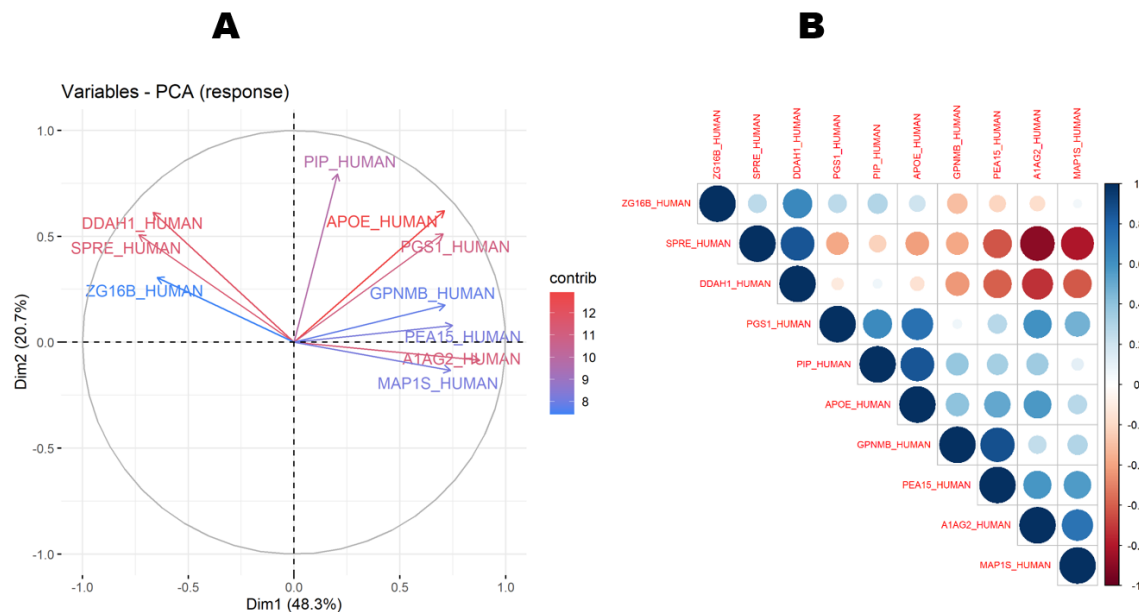 A
B
Variables - PCA (response)
1.0
0.5
0.0
-0.5
-1.0
Dim2 (20.7%)
PIP_HUMAN
DDAH1_HUMAN
APOE_HUMAN
SPRE_HUMAN
PGS1_HUMAN
ZG16B_HUMAN
GPNMB_HUMAN
PEA15_HUMAN
A1AG2_HUMAN
MAP1S_HUMAN
-1.0
-0.5
0.0
0.5
1.0
Dim1 (48.3%)
contrib
12
11
10
9
8
ZG16B_HUMAN
SPRE_HUMAN
DDAH1_HUMAN
PGS1_HUMAN
PIP_HUMAN
APOE_HUMAN
GPNMB_HUMAN
PEA15_HUMAN
A1AG2_HUMAN
MAP1S_HUMAN
ZG16B_HUMAN
SPRE_HUMAN
DDAH1_HUMAN
PGS1_HUMAN
PIP_HUMAN
APOE_HUMAN
GPNMB_HUMAN
PEA15_HUMAN
A1AG2_HUMAN
MAP1S_HUMAN
1
0